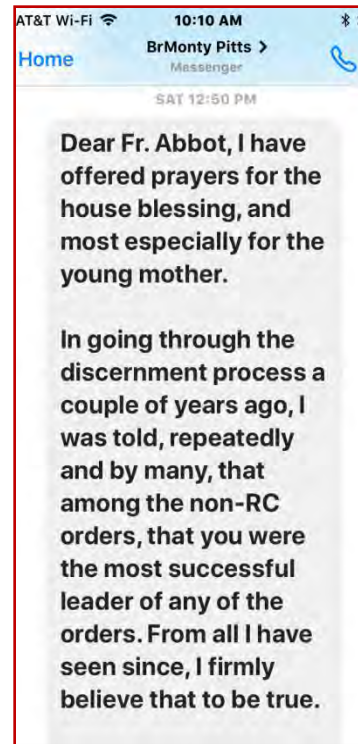 AT&T Wi-Fi 10:10 AM
Home BrMonty Pitts >
Messenger
SAT 12:50 PM
Dear Fr. Abbot, I have
offered prayers for the
house blessing, and
most especially for the
young mother.
In going through the
discernment process a
couple of years ago, I
was told, repeatedly
and by many, that
among the non-RC
orders, that you were
the most successful
leader of any of the
orders. From all I have
seen since, I firmly
believe that to be true.